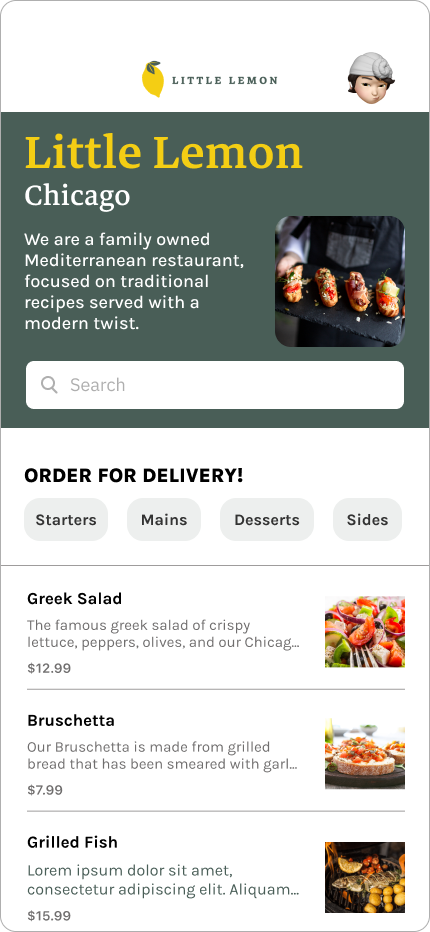 LITTLE LEMON
Little Lemon
Chicago
We are a family owned
Mediterranean restaurant,
focused on traditional
recipes served with a
modern twist.
Search
ORDER FOR DELIVERY!
Starters Mains Desserts Sides
Greek Salad
The famous greek salad of crispy
lettuce, peppers, olives, and our Chicag...
$12.99
Bruschetta
Our Bruschetta is made from grilled
bread that has been smeared with garl...
$7.99
Grilled Fish
Lorem ipsum dolor sit amet,
consectetur adipiscing elit. Aliquam...
$15.99